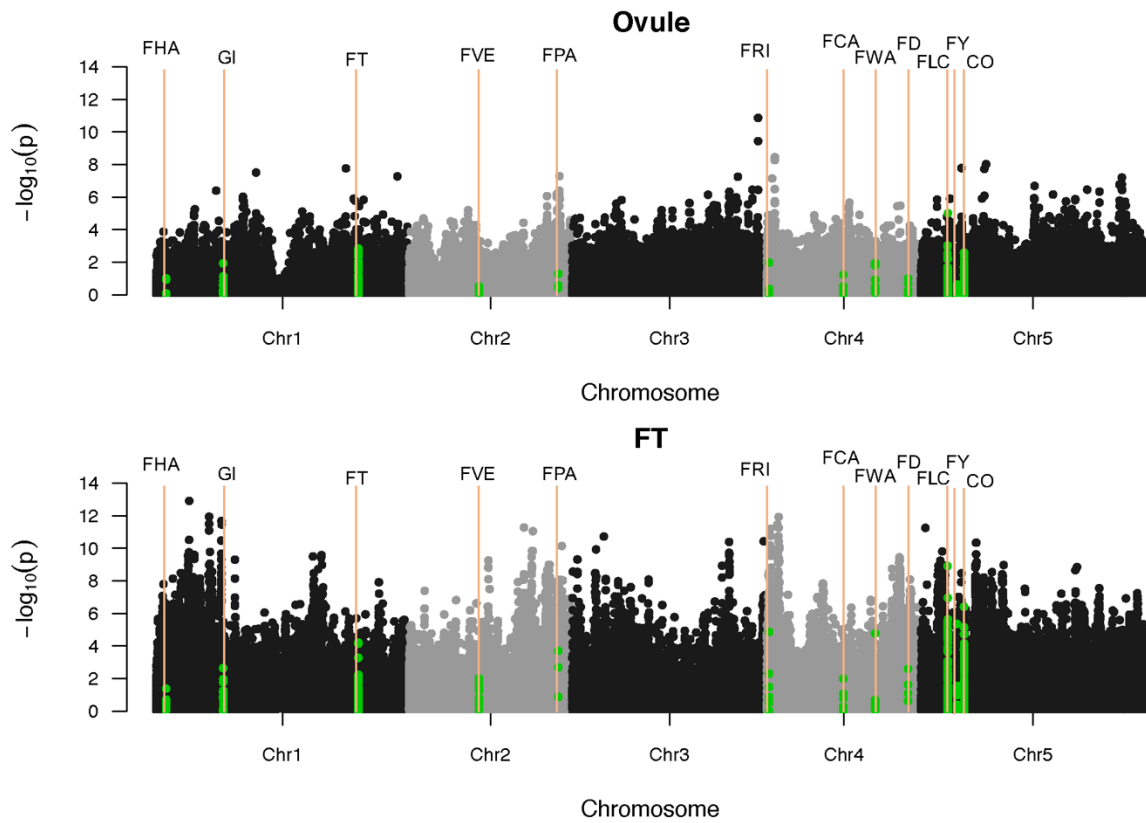 Ovule
FHA GI FT FVE FPA FRI FCA FWA FD FLC FY CO
14
12
10
8
6
4
2
0
−log10(p)
Chr1 Chr2 Chr3 Chr4 Chr5
Chromosome
FT
FHA GI FT FVE FPA FRI FCA FWA FD FLC FY CO
14
12
10
8
6
4
2
0
−log10(p)
Chr1 Chr2 Chr3 Chr4 Chr5
Chromosome